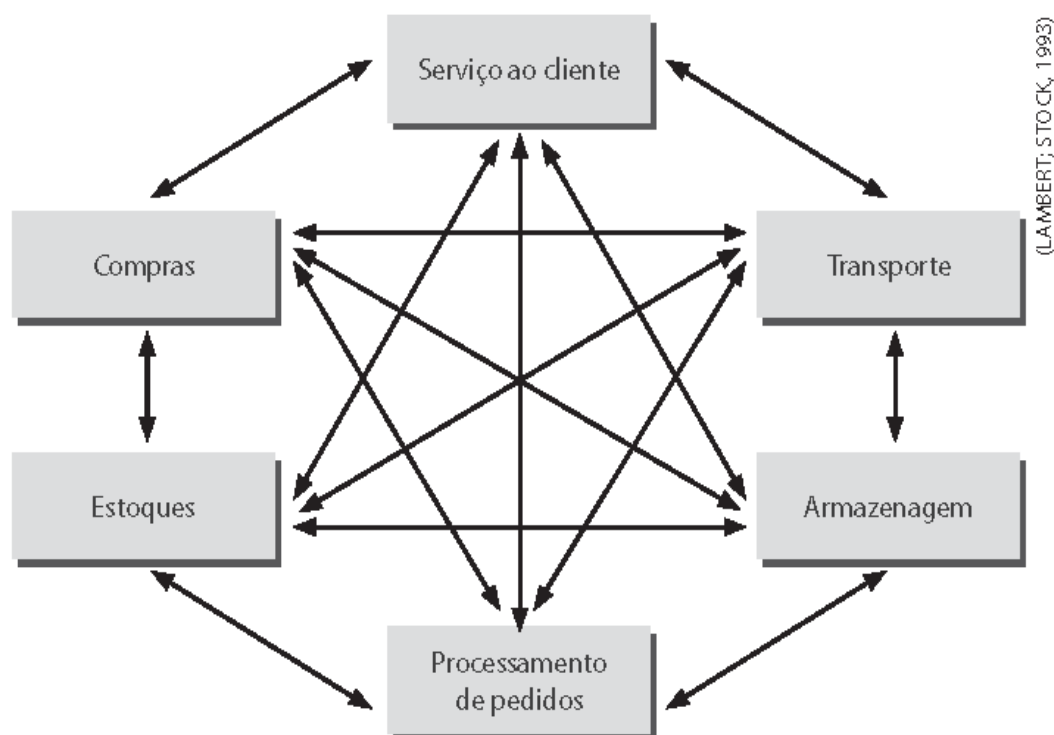 Serviço ao cliente
(LAMBERT; STOCK, 1993)
Compras
Transporte
Estoques
Armazenagem
Processamento
de pedidos